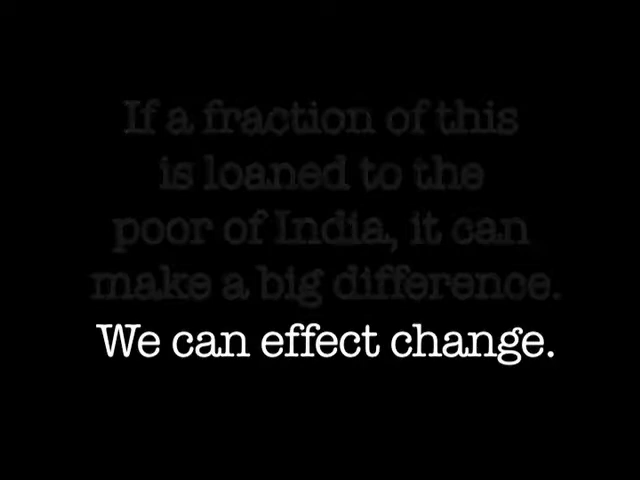 If a fraction of this
is loaned to the
poor of India, it can
make a big difference.
We can effect change.